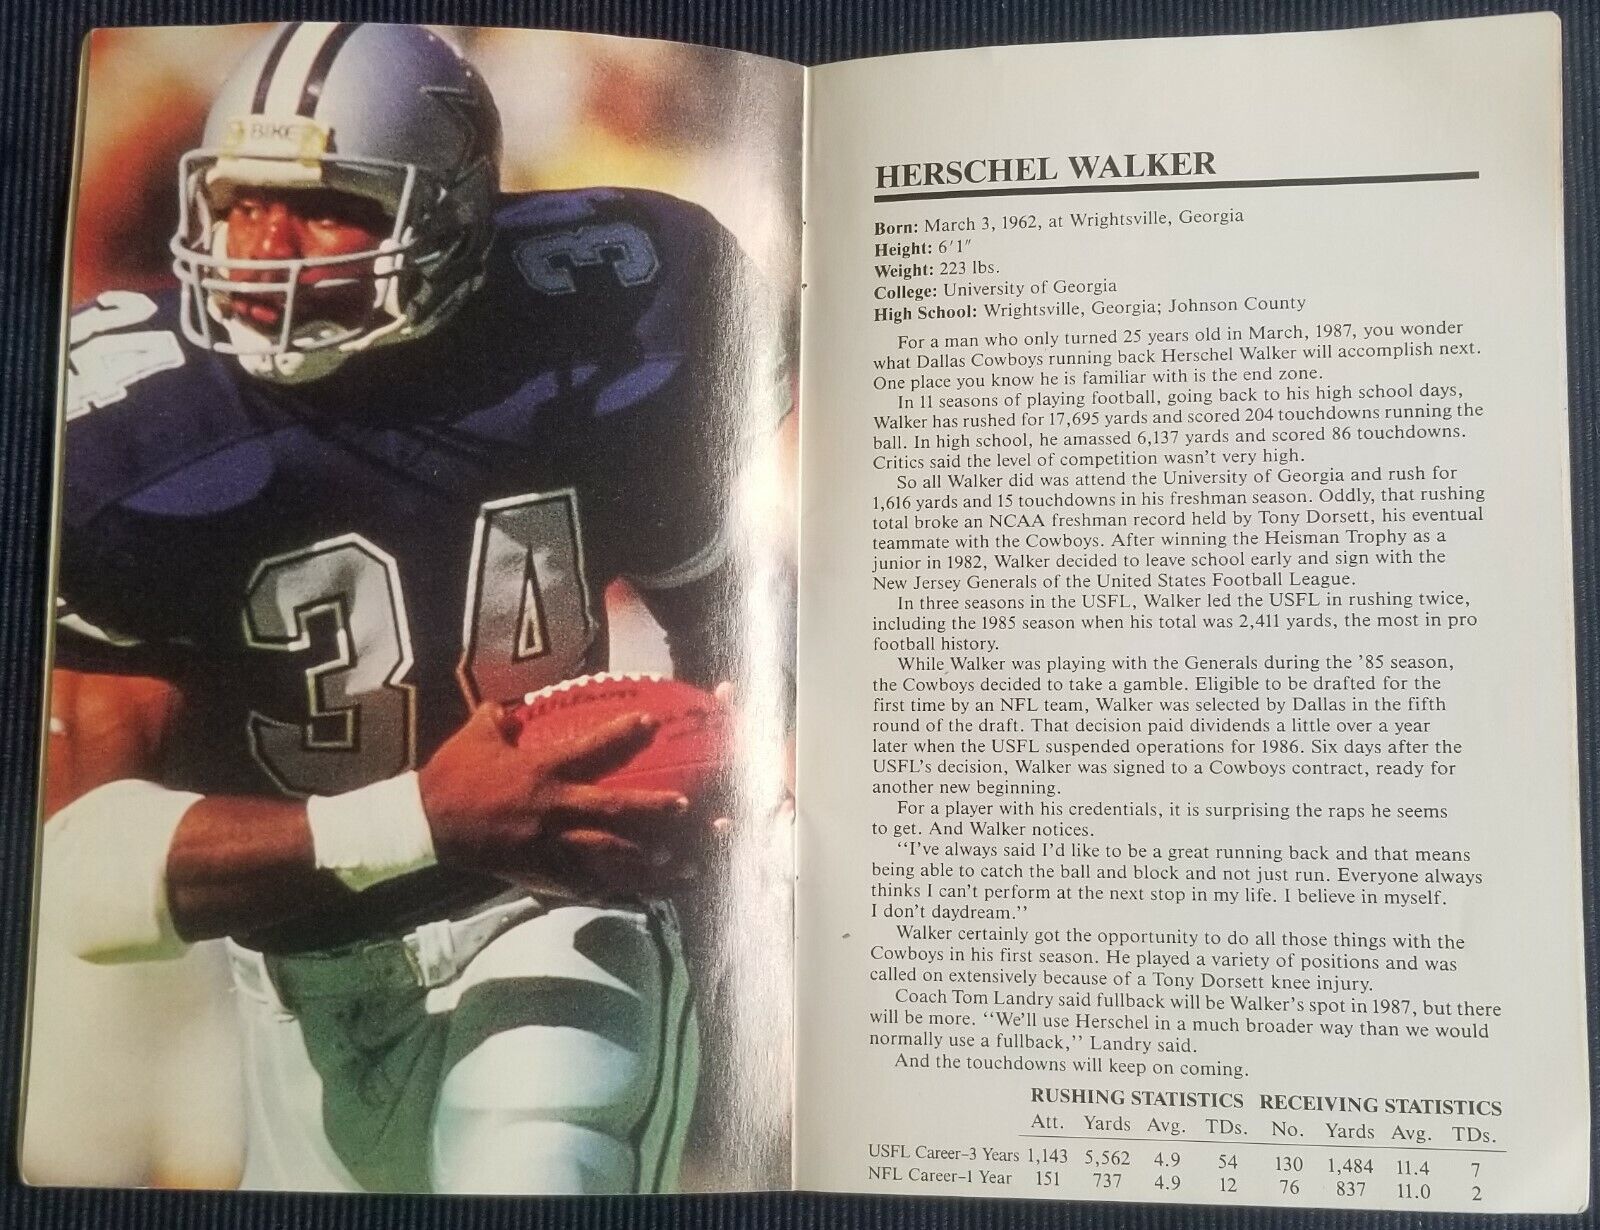 BIKE
34
3
34
Wilson
HERSCHEL WALKER
Born: March 3, 1962, at Wrightsville, Georgia
Height: 6′1″
Weight: 223 lbs.
College: University of Georgia
High School: Wrightsville, Georgia; Johnson County
For a man who only turned 25 years old in March, 1987, you wonder
what Dallas Cowboys running back Herschel Walker will accomplish next.
One place you know he is familiar with is the end zone.
In 11 seasons of playing football, going back to his high school days,
Walker has rushed for 17,695 yards and scored 204 touchdowns running the
ball. In high school, he amassed 6,137 yards and scored 86 touchdowns.
Critics said the level of competition wasn't very high.
So all Walker did was attend the University of Georgia and rush for
1,616 yards and 15 touchdowns in his freshman season. Oddly, that rushing
total broke an NCAA freshman record held by Tony Dorsett, his eventual
teammate with the Cowboys. After winning the Heisman Trophy as a
junior in 1982, Walker decided to leave school early and sign with the
New Jersey Generals of the United States Football League.
In three seasons in the USFL, Walker led the USFL in rushing twice,
including the 1985 season when his total was 2,411 yards, the most in pro
football history.
While Walker was playing with the Generals during the '85 season,
the Cowboys decided to take a gamble. Eligible to be drafted for the
first time by an NFL team, Walker was selected by Dallas in the fifth
round of the draft. That decision paid dividends a little over a year
later when the USFL suspended operations for 1986. Six days after the
USFL's decision, Walker was signed to a Cowboys contract, ready for
another new beginning.
For a player with his credentials, it is surprising the raps he seems
to get. And Walker notices.
"I've always said I'd like to be a great running back and that means
being able to catch the ball and block and not just run. Everyone always
thinks I can't perform at the next stop in my life. I believe in myself.
I don't daydream."
Walker certainly got the opportunity to do all those things with the
Cowboys in his first season. He played a variety of positions and was
called on extensively because of a Tony Dorsett knee injury.
Coach Tom Landry said fullback will be Walker's spot in 1987, but there
will be more. "We'll use Herschel in a much broader way than we would
normally use a fullback," Landry said.
And the touchdowns will keep on coming.
RUSHING STATISTICS RECEIVING STATISTICS
Att. Yards Avg. TDs. No. Yards Avg. TDs.
USFL Career–3 Years 1,143 5,562 4.9 54 130 1,484 11.4 7
NFL Career–1 Year 151 737 4.9 12 76 837 11.0 2